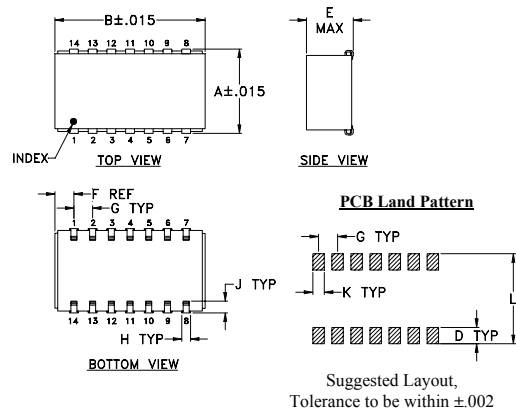 B±.015
E
MAX
14 13 12 11 10 9 8
A±.015
INDEX
1 2 3 4 5 6 7
TOP VIEW
SIDE VIEW
F REF
G TYP
1 2 3 4 5 6 7
J TYP
14 13 12 11 10 9 8
H TYP
BOTTOM VIEW
PCB Land Pattern
G TYP
K TYP
L
D TYP
Suggested Layout,
Tolerance to be within ±.002